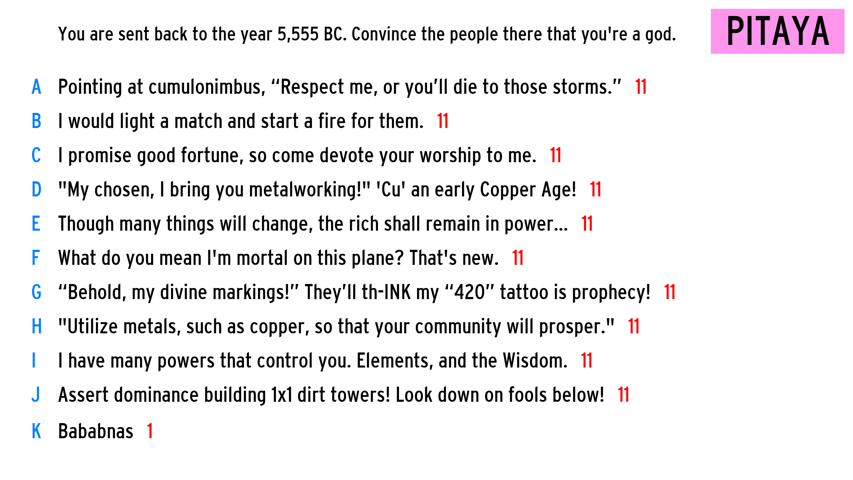 You are sent back to the year 5,555 BC. Convince the people there that you're a god.
PITAYA
A Pointing at cumulonimbus, “Respect me, or you’ll die to those storms.” 11
B I would light a match and start a fire for them. 11
C I promise good fortune, so come devote your worship to me. 11
D "My chosen, I bring you metalworking!" 'Cu' an early Copper Age! 11
E Though many things will change, the rich shall remain in power... 11
F What do you mean I'm mortal on this plane? That's new. 11
G “Behold, my divine markings!” They’ll th-INK my “420” tattoo is prophecy! 11
H "Utilize metals, such as copper, so that your community will prosper." 11
I I have many powers that control you. Elements, and the Wisdom. 11
J Assert dominance building 1x1 dirt towers! Look down on fools below! 11
K Bababnas 1